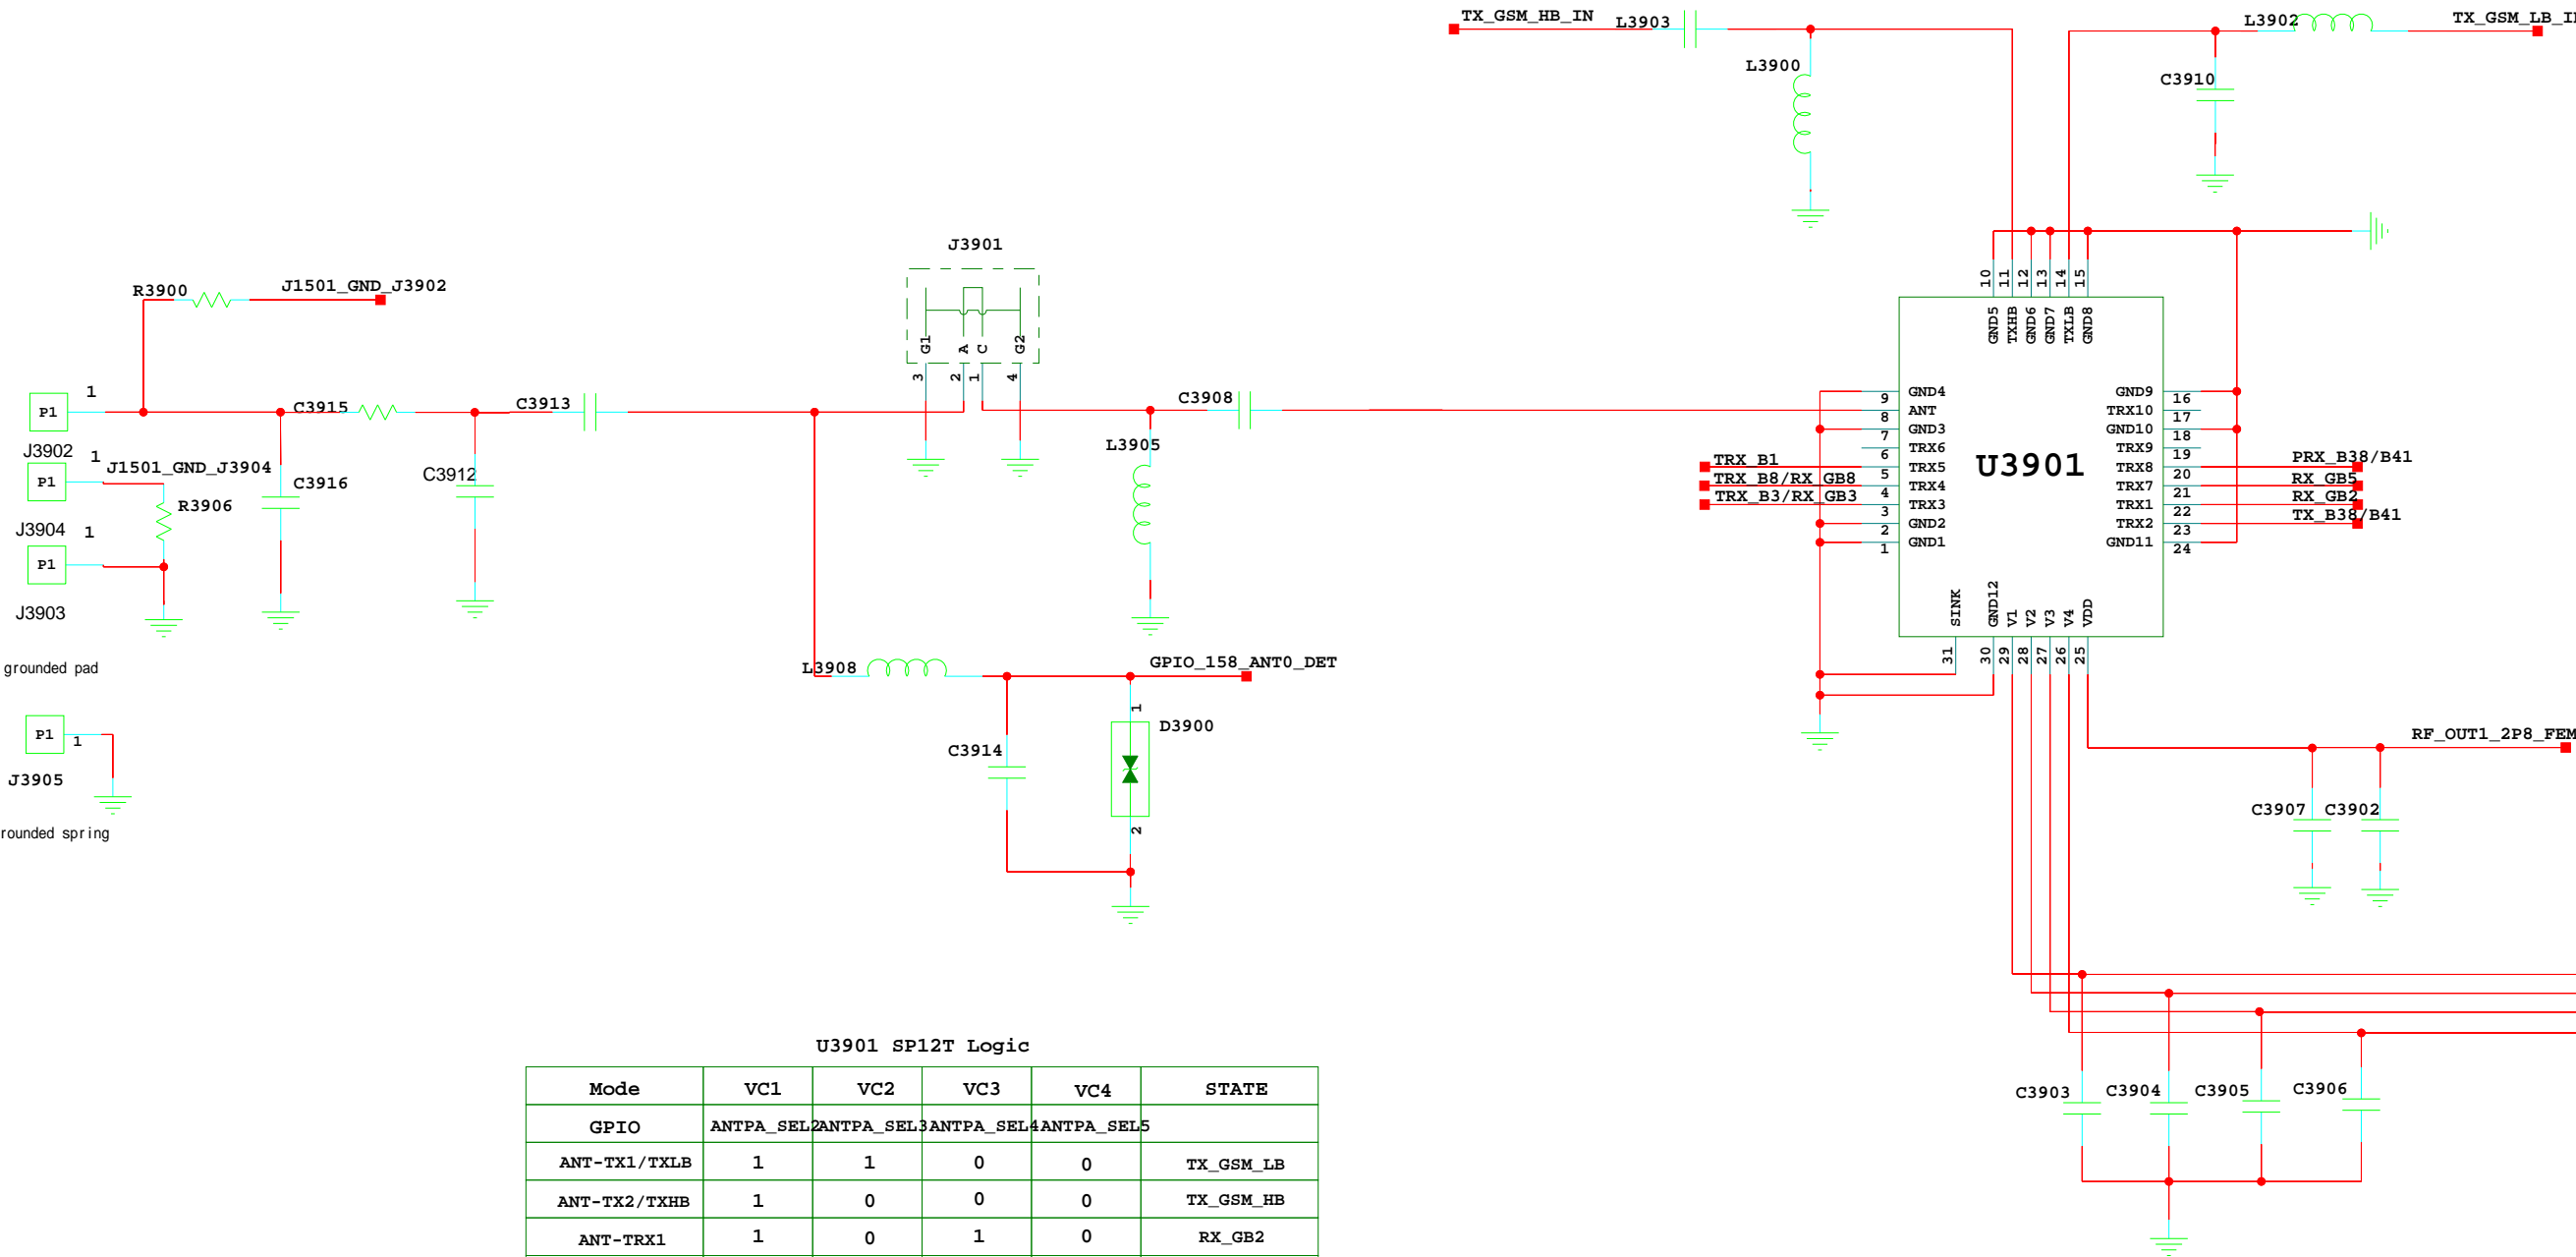 TX_GSM_HB_IN
L3903
L3902
TX_GSM_LB_I
L3900
C3910
J3901
G1
A
C
G2
3
2
1
4
R3900
J1501_GND_J3902
P1
1
J3902
C3915
C3913
P1
1
J1501_GND_J3904
J3904
R3906
C3916
C3912
P1
1
J3903
grounded pad
P1
1
J3905
rounded spring
C3908
L3905
L3908
GPIO_158_ANT0_DET
C3914
1
D3900
2
10
11
12
13
14
15
GND5
TXHB
GND6
GND7
TXLB
GND8
U3901
9 GND4
8 ANT
7 GND3
6 TRX6
5 TRX5
4 TRX4
3 TRX3
2 GND2
1 GND1
TRX_B1
TRX_B8/RX_GB8
TRX_B3/RX_GB3
GND9 16
TRX10 17
GND10 18
TRX9 19
TRX8 20
TRX7 21
TRX1 22
TRX2 23
GND11 24
PRX_B38/B41
RX_GB5
RX_GB2
TX_B38/B41
SINK
GND12
V1
V2
V3
V4
VDD
31
30
29
28
27
26
25
RF_OUT1_2P8_FEM
C3907
C3902
C3903
C3904
C3905
C3906
U3901 SP12T Logic
Mode VC1 VC2 VC3 VC4 STATE
GPIO ANTPA_SEL2 ANTPA_SEL3 ANTPA_SEL4 ANTPA_SEL5
ANT-TX1/TXLB 1 1 0 0 TX_GSM_LB
ANT-TX2/TXHB 1 0 0 0 TX_GSM_HB
ANT-TRX1 1 0 1 0 RX_GB2